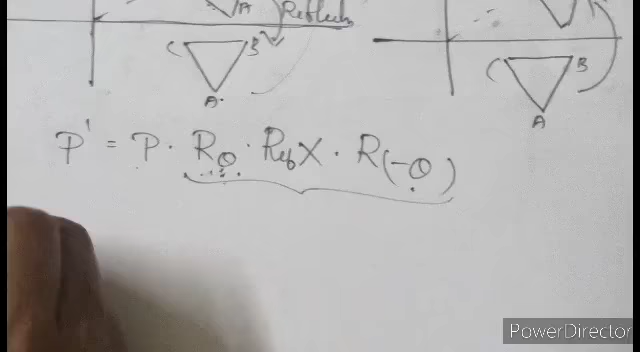 A Reflect
C B
A
C B
A
P' = P · Rθ · RefX · R(-θ)
PowerDirector